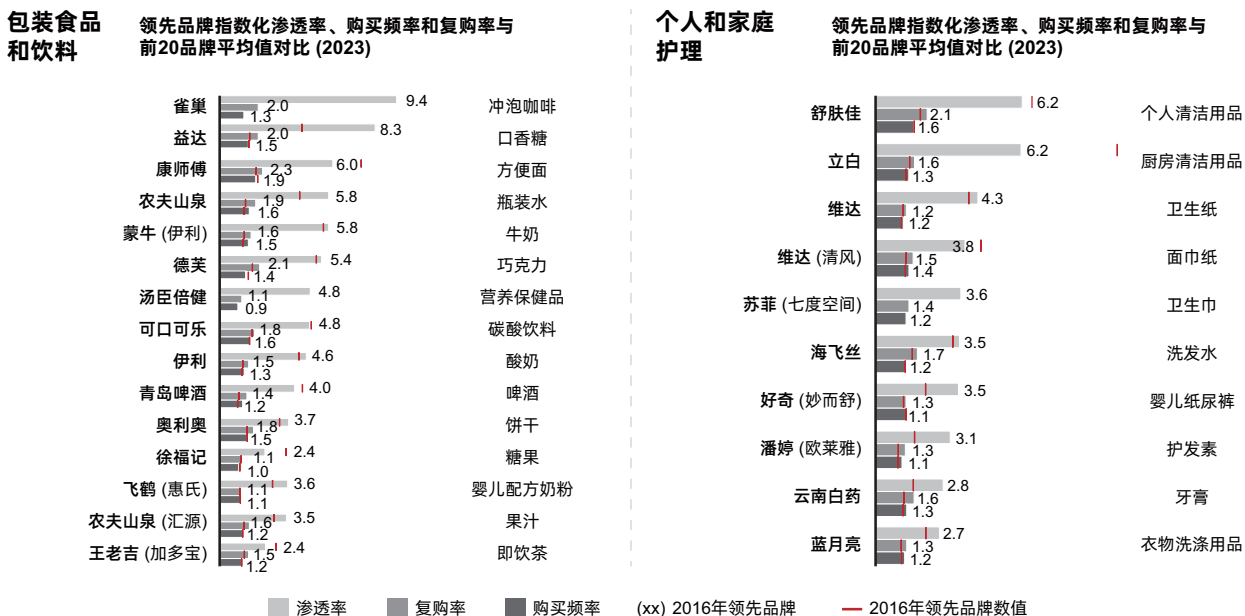 包装食品
和饮料
领先品牌指数化渗透率、购买频率和复购率与
前20品牌平均值对比 (2023)
雀巢 9.4 2.0 1.3 冲泡咖啡
益达 8.3 2.0 1.5 口香糖
康师傅 6.0 2.3 1.9 方便面
农夫山泉 5.8 1.9 1.6 瓶装水
蒙牛 (伊利) 5.8 1.6 1.5 牛奶
德芙 5.4 2.1 1.4 巧克力
汤臣倍健 4.8 1.1 0.9 营养保健品
可口可乐 4.8 1.8 1.6 碳酸饮料
伊利 4.6 1.5 1.3 酸奶
青岛啤酒 4.0 1.4 1.2 啤酒
奥利奥 3.7 1.8 1.5 饼干
徐福记 2.4 1.1 1.0 糖果
飞鹤 (惠氏) 3.6 1.1 1.1 婴儿配方奶粉
农夫山泉 (汇源) 3.5 1.6 1.2 果汁
王老吉 (加多宝) 2.4 1.5 1.2 即饮茶
个人和家庭
护理
领先品牌指数化渗透率、购买频率和复购率与
前20品牌平均值对比 (2023)
舒肤佳 6.2 2.1 1.6 个人清洁用品
立白 6.2 1.6 1.3 厨房清洁用品
维达 4.3 1.2 1.2 卫生纸
维达 (清风) 3.8 1.5 1.4 面巾纸
苏菲 (七度空间) 3.6 1.4 1.2 卫生巾
海飞丝 3.5 1.7 1.2 洗发水
好奇 (妙而舒) 3.5 1.3 1.1 婴儿纸尿裤
潘婷 (欧莱雅) 3.1 1.3 1.1 护发素
云南白药 2.8 1.6 1.3 牙膏
蓝月亮 2.7 1.3 1.2 衣物洗涤用品
渗透率 复购率 购买频率 (xx) 2016年领先品牌 2016年领先品牌数值